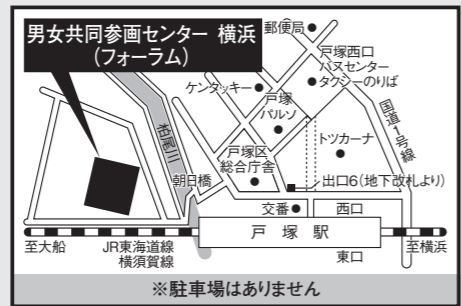 男女共同参画センター 横浜
(フォーラム)
郵便局
戸塚西口
バスセンター
タクシーのりば
ケンタッキー
戸塚
パルソ
国道1号線
柏尾川
トツカーナ
戸塚区
総合庁舎
朝日橋
出口6(地下改札より)
交番
西口
至大船
JR東海道線
横須賀線
戸塚駅
至横浜
東口
※駐車場はありません